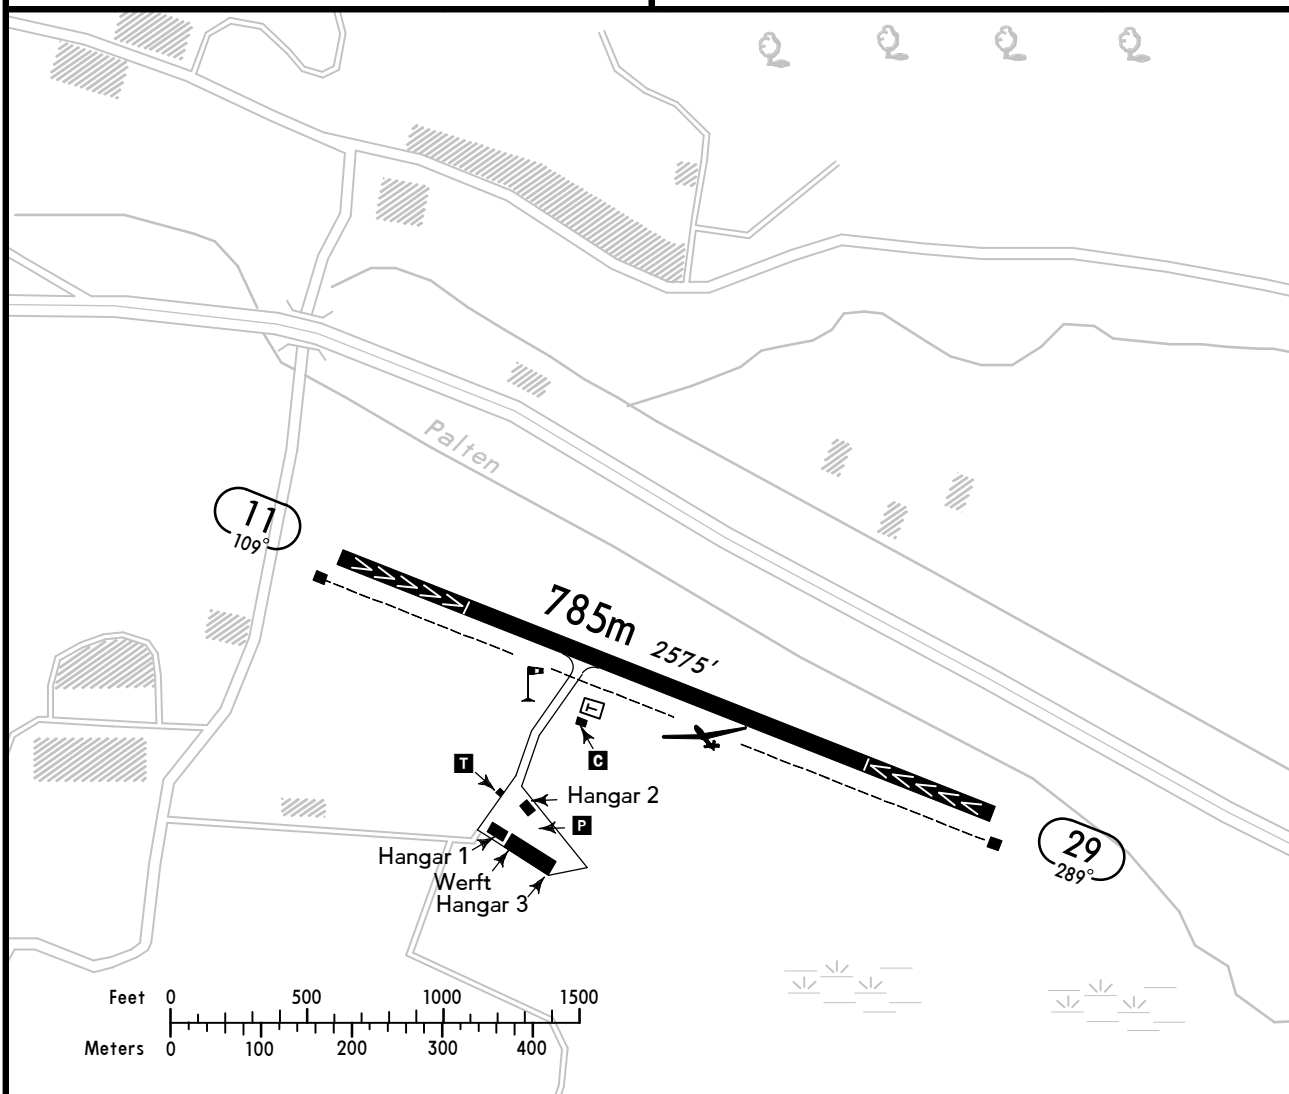 Palten
11
109°
785m 2575'
T
T
C
Hangar 2
P
Hangar 1
Werft
Hangar 3
29
289°
Feet 0 500 1000 1500
Meters 0 100 200 300 400